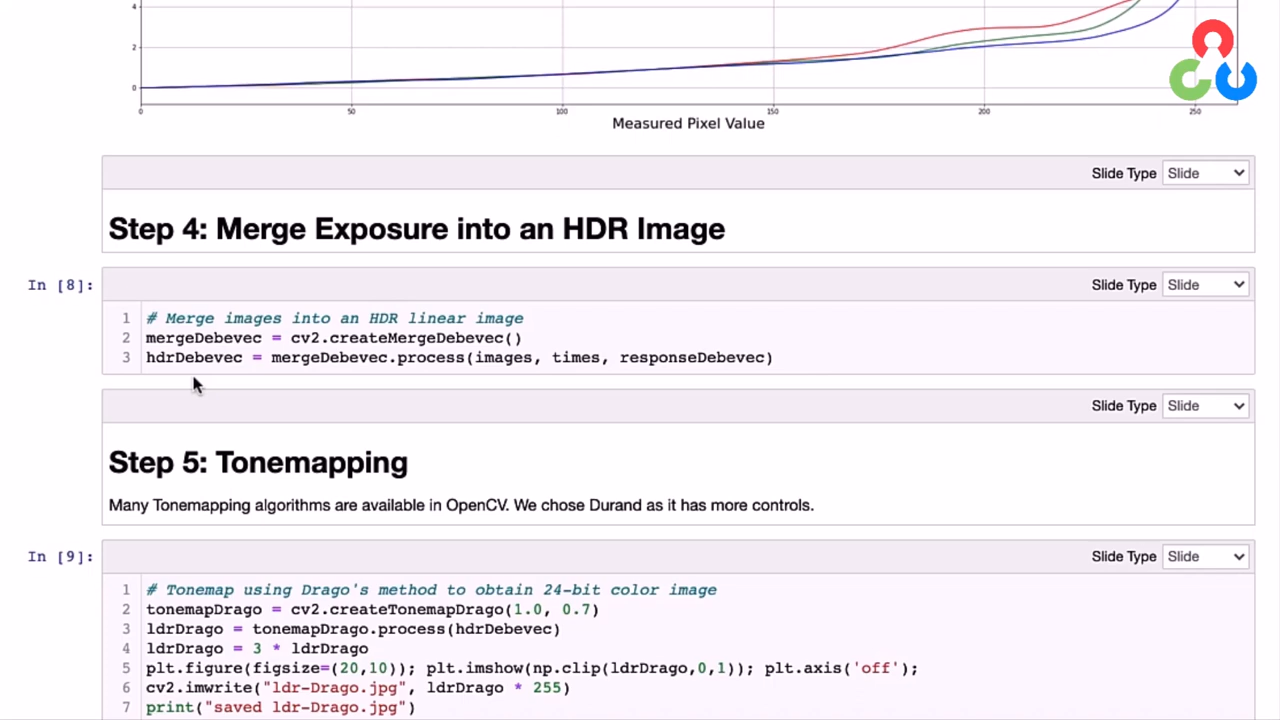 4
2
0
0 50 100 150 200 250
Measured Pixel Value
Slide Type Slide
Step 4: Merge Exposure into an HDR Image
In [8]:
Slide Type Slide
1 # Merge images into an HDR linear image
2 mergeDebevec = cv2.createMergeDebevec()
3 hdrDebevec = mergeDebevec.process(images, times, responseDebevec)
Slide Type Slide
Step 5: Tonemapping
Many Tonemapping algorithms are available in OpenCV. We chose Durand as it has more controls.
In [9]:
Slide Type Slide
1 # Tonemap using Drago's method to obtain 24-bit color image
2 tonemapDrago = cv2.createTonemapDrago(1.0, 0.7)
3 ldrDrago = tonemapDrago.process(hdrDebevec)
4 ldrDrago = 3 * ldrDrago
5 plt.figure(figsize=(20,10)); plt.imshow(np.clip(ldrDrago,0,1)); plt.axis('off');
6 cv2.imwrite("ldr-Drago.jpg", ldrDrago * 255)
7 print("saved ldr-Drago.jpg")